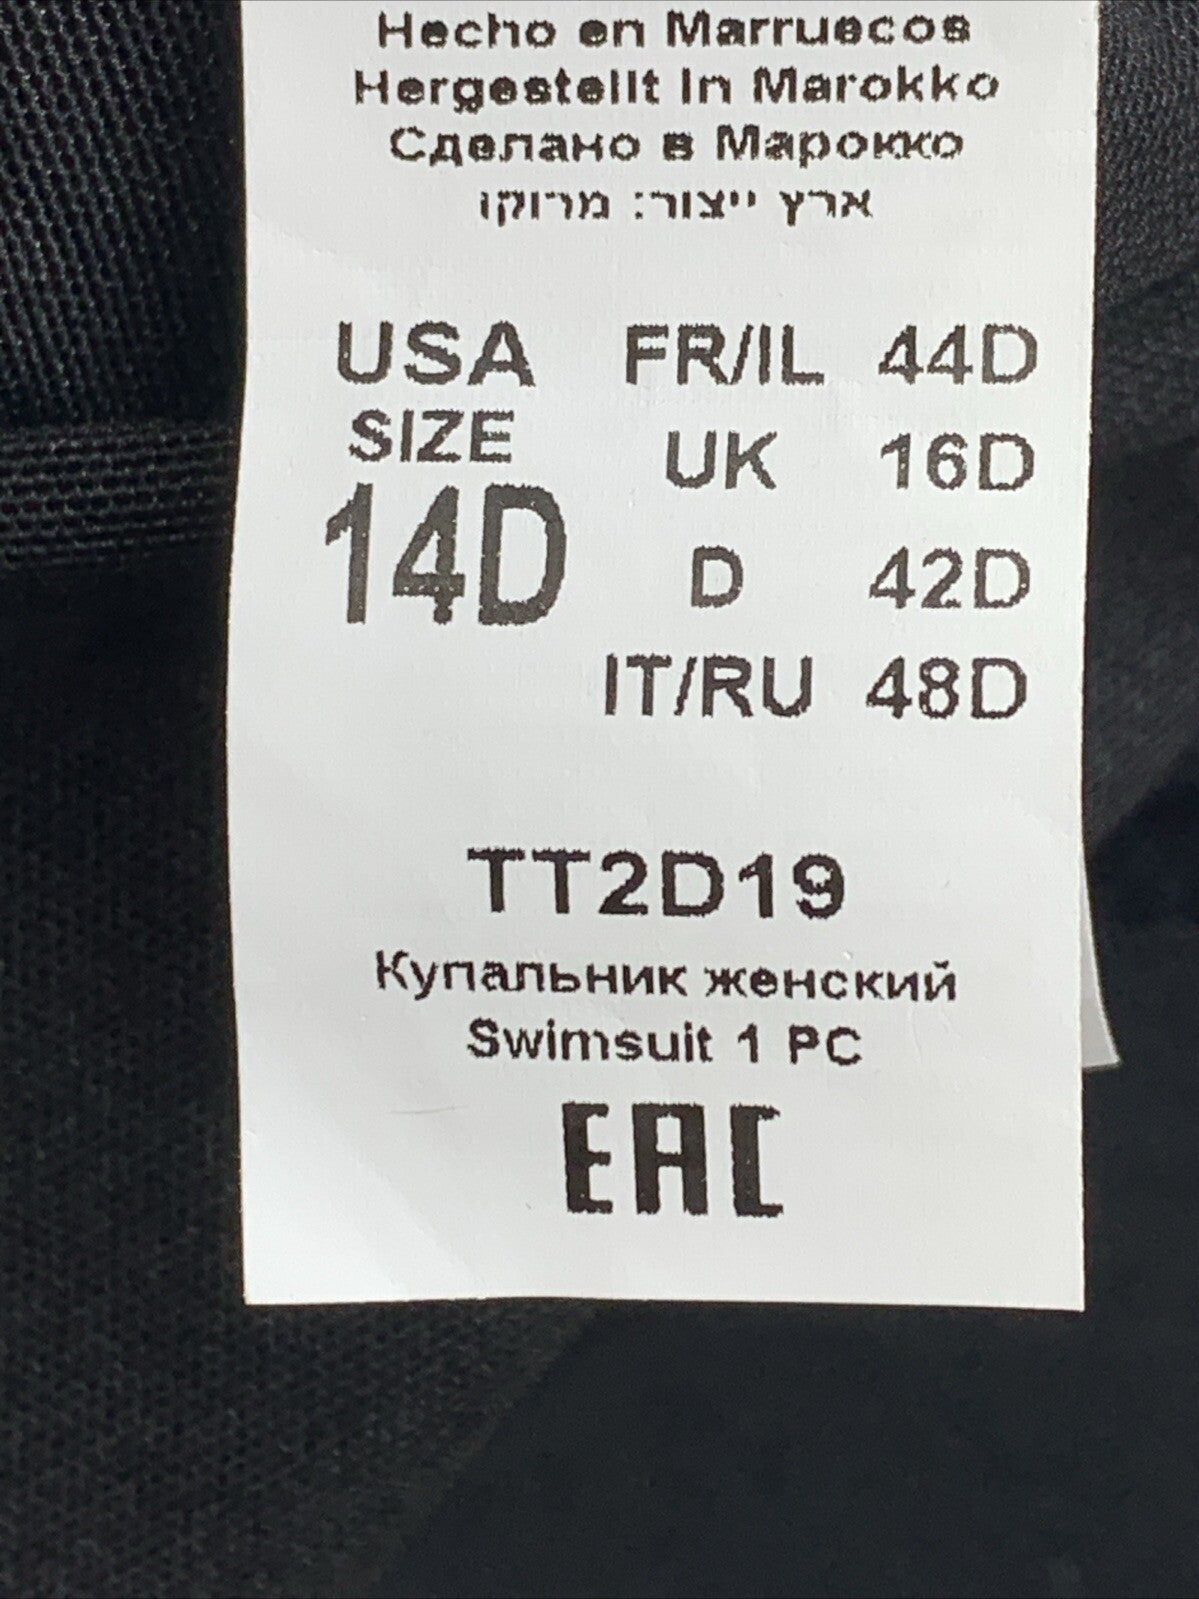 Hecho en Marruecos
Hergestellt In Marokko
Сделано в Марокко
ארץ ייצור: מרוקו
USA FR/IL 44D
SIZE UK 16D
14D D 42D
IT/RU 48D
TT2D19
Купальник женский
Swimsuit 1 PC
EAC